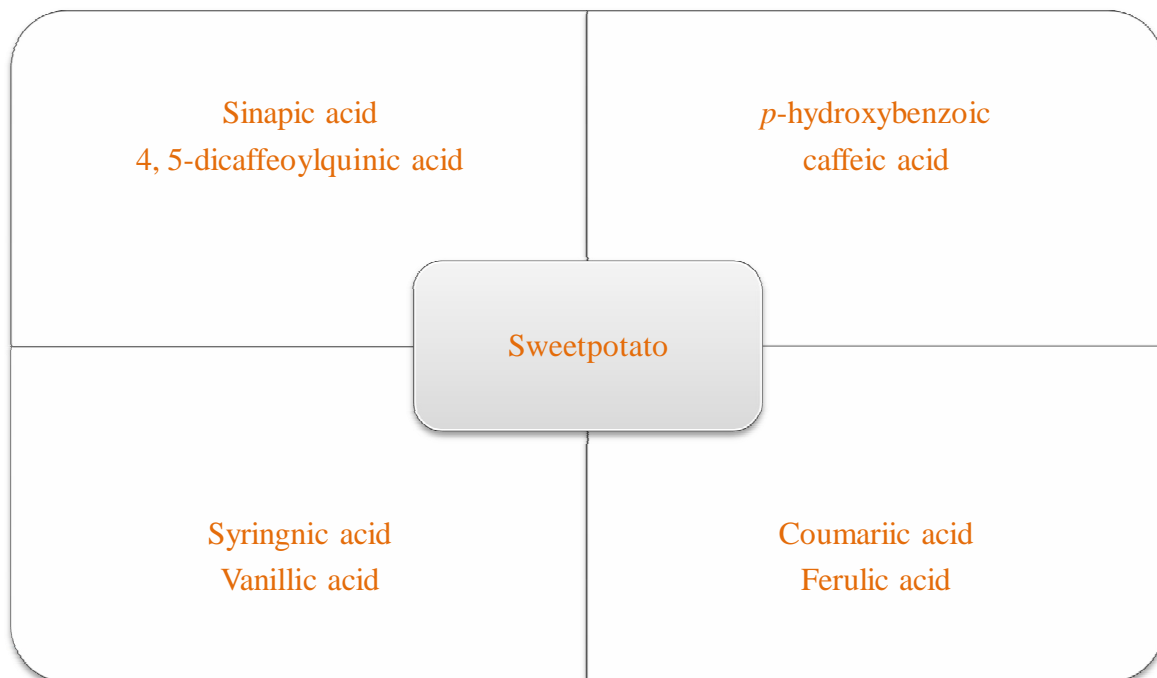 Sinapic acid
4, 5-dicaffeoylquinic acid
p-hydroxybenzoic
caffeic acid
Sweetpotato
Syringnic acid
Vanillic acid
Coumariic acid
Ferulic acid